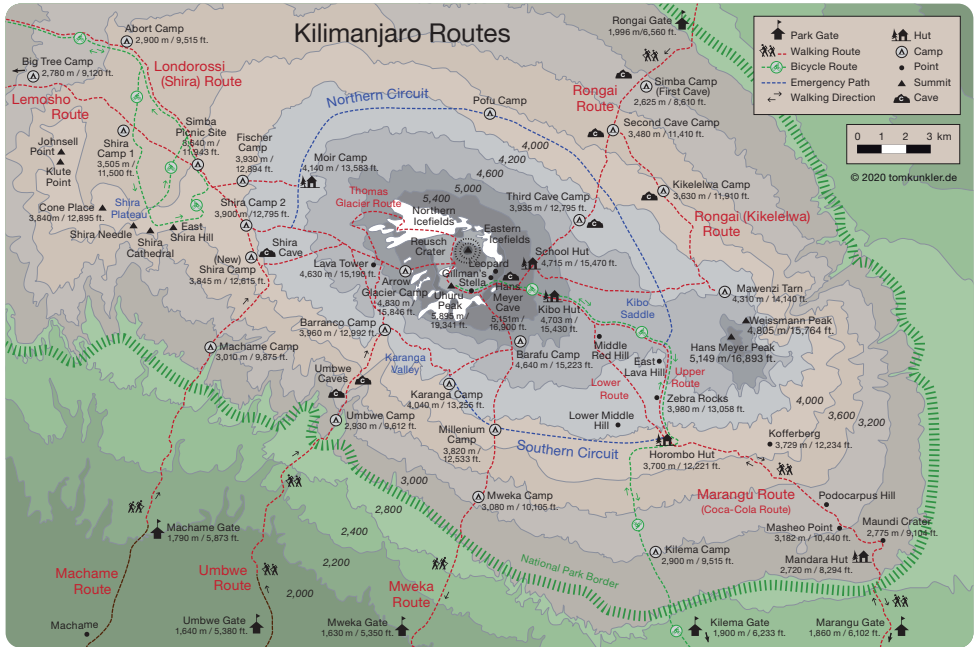 Kilimanjaro Routes
Abort Camp
2,900 m / 9,515 ft.
Big Tree Camp
2,780 m / 9,120 ft.
Londorossi
(Shira) Route
Lemosho
Route
Simba
Picnic Site
3,640 m /
11,943 ft.
Shira
Camp 1
3,505 m /
11,500 ft.
Johnsell
Point
Klute
Point
Cone Place
3,840m / 12,895 ft.
Shira
Plateau
Shira Needle
Shira
Cathedral
East
Shira Hill
Fischer
Camp
3,930 m /
12,894 ft.
Shira Camp 2
3,900m / 12,795 ft.
Shira
Cave
(New)
Shira Camp
3,845 m / 12,615 ft.
Moir Camp
4,140 m / 13,583 ft.
Northern Circuit
Pofu Camp
4,000
4,200
4,600
5,000
5,400
Thomas
Glacier Route
Northern
Icefields
Eastern
Icefields
Reusch
Crater
Lava Tower
4,630 m / 15,190 ft.
Arrow
Glacier Camp
4,830 m /
15,846 ft.
Leopard
Gillman's
Stella
Uhuru
Peak
5,895 m /
19,341 ft.
Hans
Meyer
Cave
5,151m /
16,900 ft.
School Hut
4,715 m / 15,470 ft.
Kibo Hut
4,703 m /
15,430 ft.
Third Cave Camp
3,935 m / 12,795 ft.
Rongai Gate
1,996 m/6,560 ft.
Rongai
Route
Simba Camp
(First Cave)
2,625 m / 8,610 ft.
Second Cave Camp
3,480 m / 11,410 ft.
Kikelelwa Camp
3,630 m / 11,910 ft.
Rongai (Kikelelwa)
Route
Park Gate
Walking Route
Bicycle Route
Emergency Path
Walking Direction
Hut
Camp
Point
Summit
Cave
0 1 2 3 km
© 2020 tomkunkler.de
Mawenzi Tarn
4,310 m / 14,140 ft.
Weissmann Peak
4,805 m/15,764 ft.
Hans Meyer Peak
5,149 m/16,893 ft.
Kibo
Saddle
Middle
Red Hill
East
Lava Hill
Upper
Route
Lower
Route
Zebra Rocks
3,980 m / 13,058 ft.
Lower Middle
Hill
Barranco Camp
3,960 m / 12,992 ft.
Karanga
Valley
Barafu Camp
4,640 m / 15,223 ft.
Karanga Camp
4,040 m / 13,256 ft.
Machame Camp
3,010 m / 9,875 ft.
Umbwe
Caves
Umbwe Camp
2,930 m / 9,612 ft.
Millenium
Camp
3,820 m /
12,533 ft.
Southern Circuit
Horombo Hut
3,700 m / 12,221 ft.
4,000
3,600
3,200
Kofferberg
3,729 m / 12,234 ft.
Marangu Route
(Coca-Cola Route)
Podocarpus Hill
Masheo Point
3,182 m / 10,440 ft.
Maundi Crater
2,775 m / 9,104 ft.
Mandara Hut
2,720 m / 8,294 ft.
Mweka Camp
3,080 m / 10,105 ft.
3,000
2,800
2,400
2,200
2,000
National Park Border
Kilema Camp
2,900 m / 9,515 ft.
Machame Gate
1,790 m / 5,873 ft.
Machame
Route
Umbwe
Route
Mweka
Route
Machame
Umbwe Gate
1,640 m / 5,380 ft.
Mweka Gate
1,630 m / 5,350 ft.
Kilema Gate
1,900 m / 6,233 ft.
Marangu Gate
1,860 m / 6,102 ft.